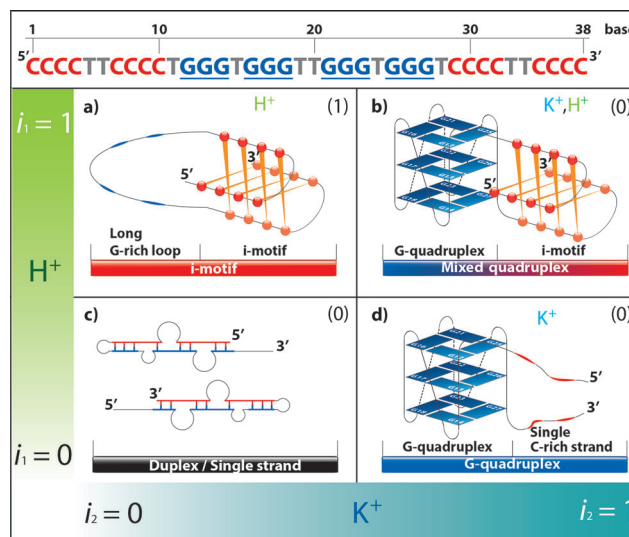 1 10 20 30 38 base
5′ CCCCTTCCCCTGGGTGGGTTGGGTGGGTCCCCTTCCCC 3′
i₁ = 1
H⁺
i₁ = 0
a) H⁺ (1)
3′
5′
Long
G-rich loop i-motif
i-motif
b) K⁺,H⁺ (0)
3′
5′
G-quadruplex i-motif
Mixed quadruplex
c) (0)
5′
3′
3′
5′
Duplex / Single strand
d) K⁺ (0)
5′
3′
Single
G-quadruplex C-rich strand
G-quadruplex
i₂ = 0 K⁺ i₂ = 1